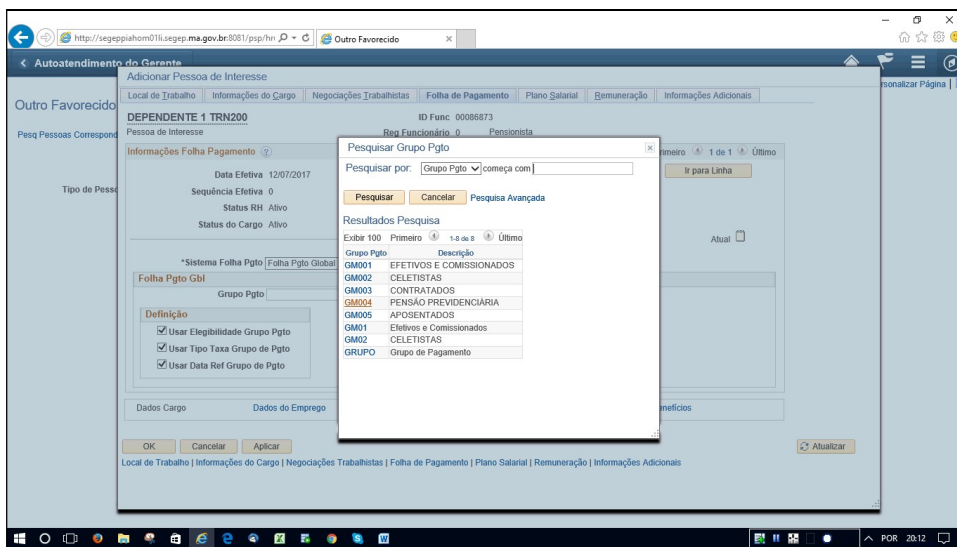 http://segeppiahom01li.segep.ma.gov.br:8081/psp/hri
Outro Favorecido
Autoatendimento do Gerente
Página |
Outro Favorecido
Pesq Pessoas Correspond
Tipo de Pesso
Adicionar Pessoa de Interesse
Local de Trabalho Informações do Cargo Negociações Trabalhistas Folha de Pagamento Plano Salarial Remuneração Informações Adicionais
DEPENDENTE 1 TRN200 ID Func 00086873
Pessoa de Interesse Reg Funcionário 0 Pensionista
Informações Folha Pagamento 1 de 1 Último
Data Efetiva 12/07/2017 Ir para Linha
Sequência Efetiva 0
Status RH Ativo
Status do Cargo Ativo Atual
*Sistema Folha Pgto Folha Pgto Global
Folha Pgto Gbl
Grupo Pgto
Definição
Usar Elegibilidade Grupo Pgto
Usar Tipo Taxa Grupo de Pgto
Usar Data Ref Grupo de Pgto
Dados Cargo Dados do Emprego
OK Cancelar Aplicar Atualizar
Local de Trabalho | Informações do Cargo | Negociações Trabalhistas | Folha de Pagamento | Plano Salarial | Remuneração | Informações Adicionais
Pesquisar Grupo Pgto
Pesquisar por: Grupo Pgto começa com
Pesquisar Cancelar Pesquisa Avançada
Resultados Pesquisa
Exibir 100 Primeiro 1-8 de 8 Último
Grupo Pgto Descrição
GM001 EFETIVOS E COMISSIONADOS
GM002 CELETISTAS
GM003 CONTRATADOS
GM004 PENSÃO PREVIDENCIÁRIA
GM005 APOSENTADOS
GM01 Efetivos e Comissionados
GM02 CELETISTAS
GRUPO Grupo de Pagamento
POR 20:12